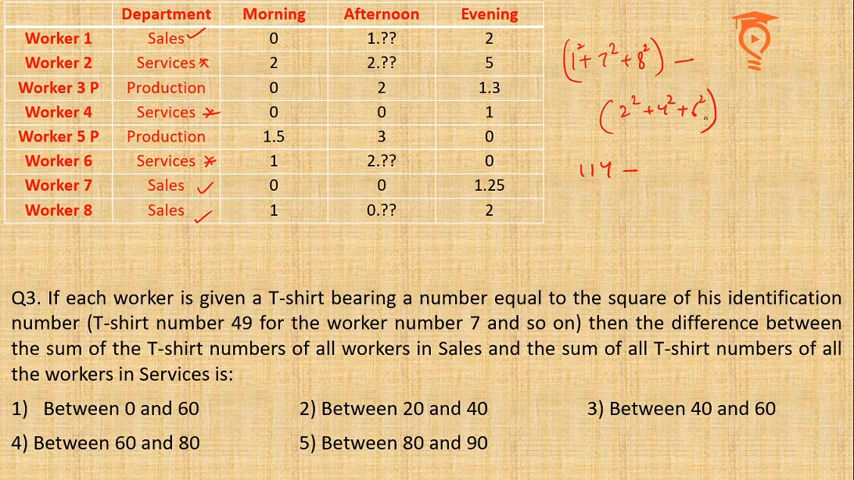 Department Morning Afternoon Evening
Worker 1 Sales 0 1.?? 2
Worker 2 Services 2 2.?? 5
Worker 3 P Production 0 2 1.3
Worker 4 Services 0 0 1
Worker 5 P Production 1.5 3 0
Worker 6 Services 1 2.?? 0
Worker 7 Sales 0 0 1.25
Worker 8 Sales 1 0.?? 2
(1²+7²+8²) –
(2²+4²+6²)
114 –
Q3. If each worker is given a T-shirt bearing a number equal to the square of his identification
number (T-shirt number 49 for the worker number 7 and so on) then the difference between
the sum of the T-shirt numbers of all workers in Sales and the sum of all T-shirt numbers of all
the workers in Services is:
1) Between 0 and 60 2) Between 20 and 40 3) Between 40 and 60
4) Between 60 and 80 5) Between 80 and 90